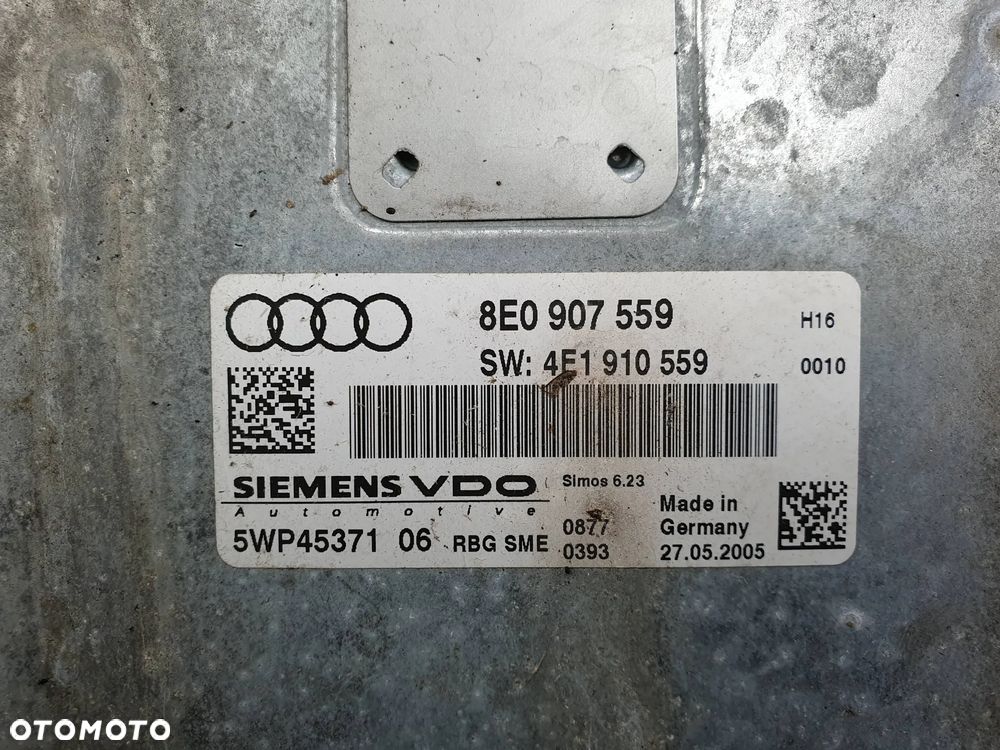 8E0 907 559 H16
SW: 4F1 910 559 0010
SIEMENS VDO Simos 6.23
Automotive
0877 Made in Germany
5WP45371 06 RBG SME 0393 27.05.2005
OTOMOTO